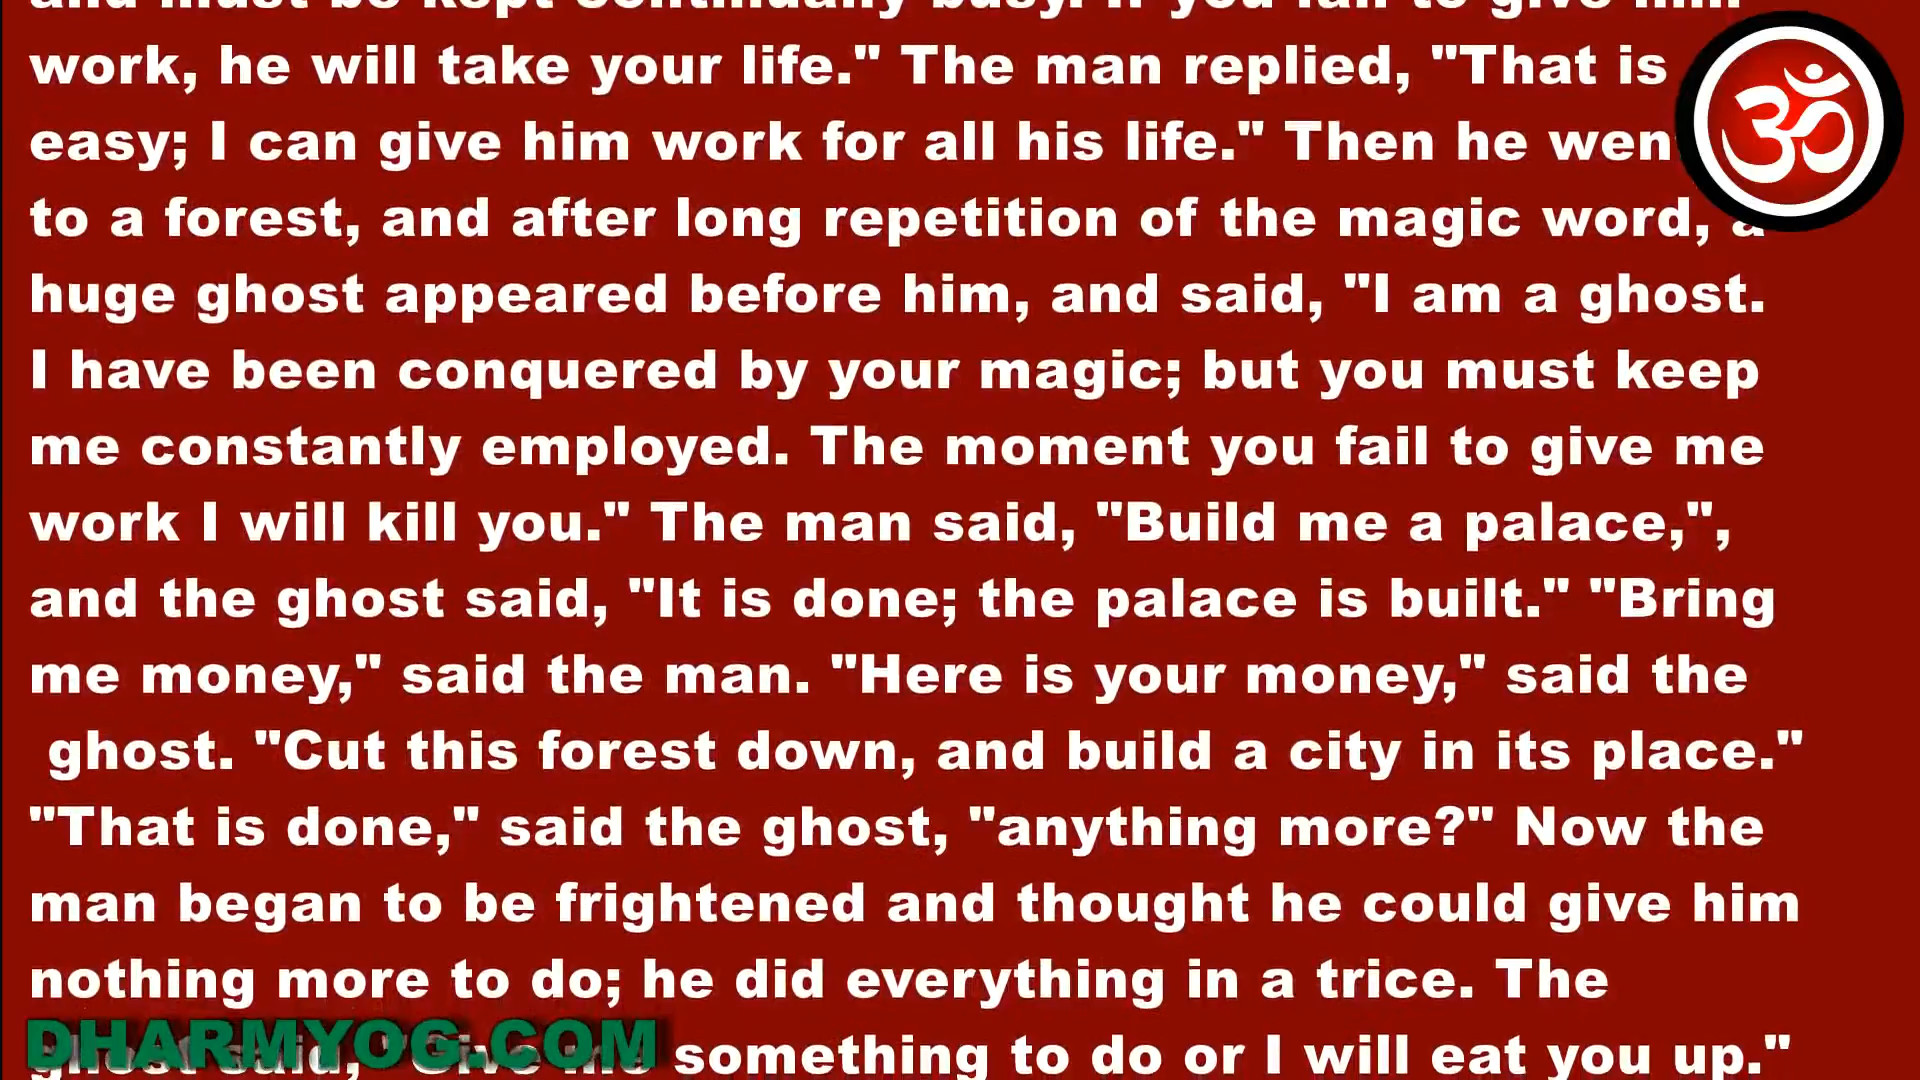 and must be kept continually busy. If you fail to give him
work, he will take your life." The man replied, "That is
easy; I can give him work for all his life." Then he wen
to a forest, and after long repetition of the magic word, a
huge ghost appeared before him, and said, "I am a ghost.
I have been conquered by your magic; but you must keep
me constantly employed. The moment you fail to give me
work I will kill you." The man said, "Build me a palace,",
and the ghost said, "It is done; the palace is built." "Bring
me money," said the man. "Here is your money," said the
ghost. "Cut this forest down, and build a city in its place."
"That is done," said the ghost, "anything more?" Now the
man began to be frightened and thought he could give him
nothing more to do; he did everything in a trice. The
ghost said, "Give me something to do or I will eat you up."
DHARMYOG.COM
ॐ